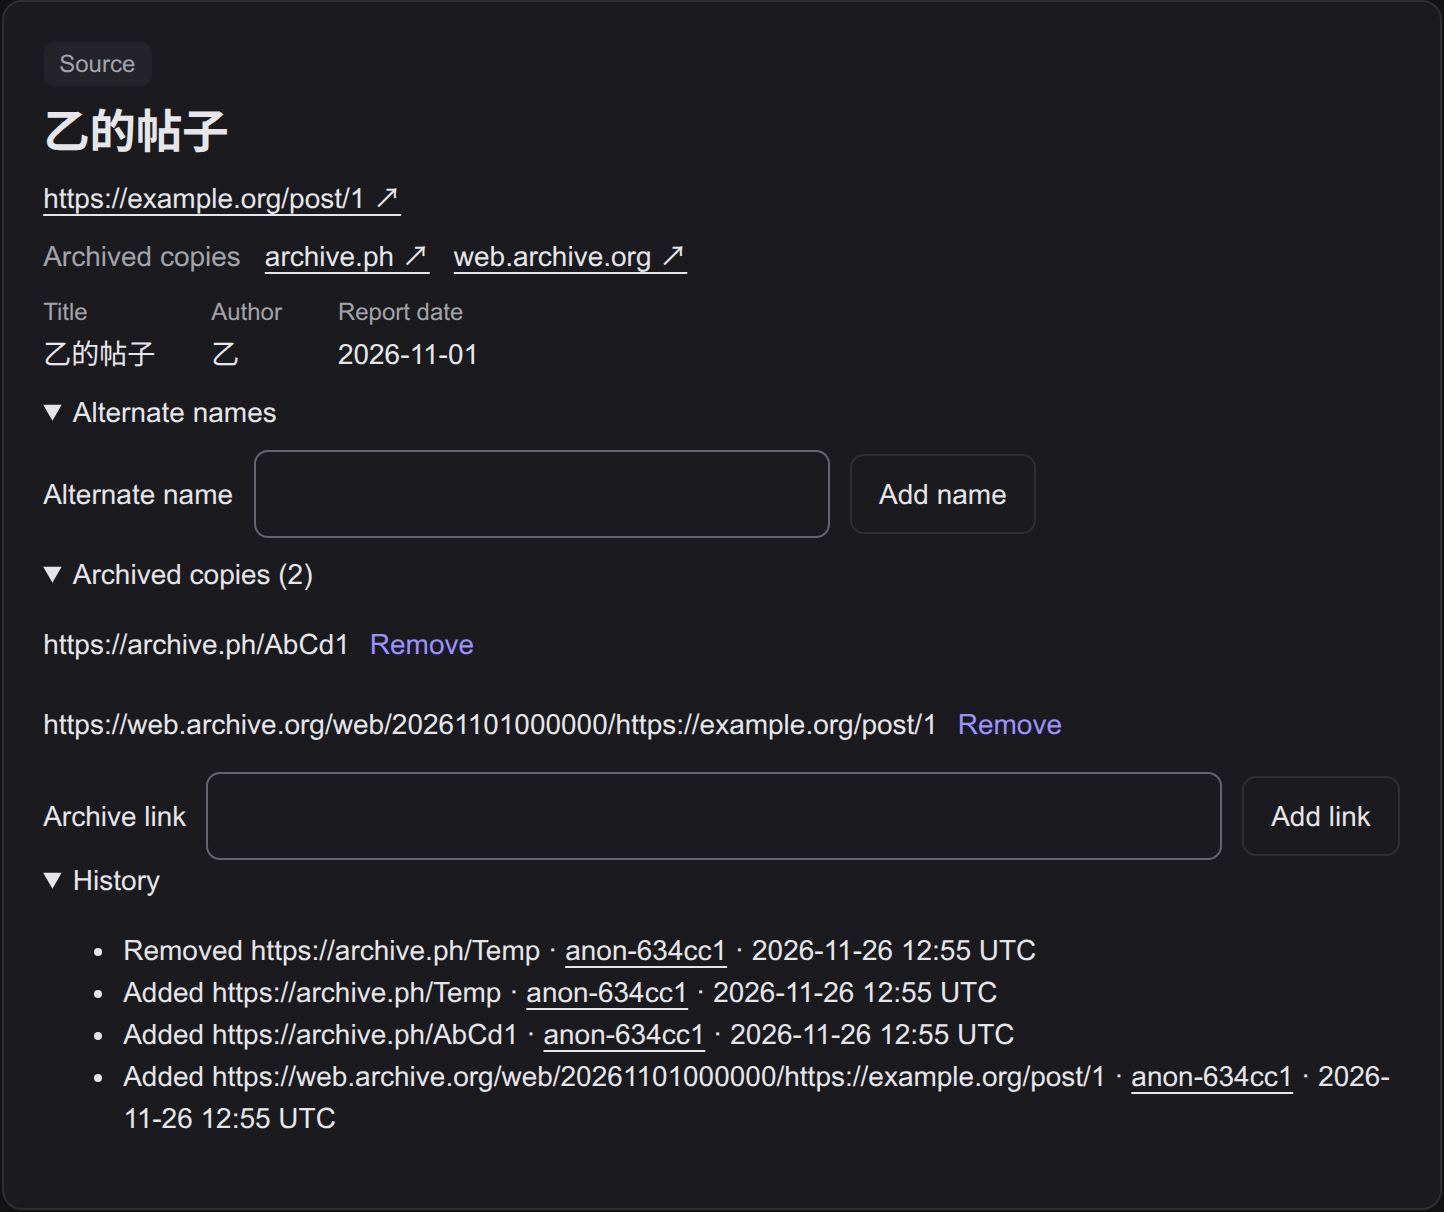 Source
乙的帖子
https://example.org/post/1 ↗
Archived copies archive.ph ↗ web.archive.org ↗
Title Author Report date
乙的帖子 乙 2026-11-01
▼ Alternate names
Alternate name Add name
▼ Archived copies (2)
https://archive.ph/AbCd1 Remove
https://web.archive.org/web/20261101000000/https://example.org/post/1 Remove
Archive link Add link
▼ History
• Removed https://archive.ph/Temp · anon-634cc1 · 2026-11-26 12:55 UTC
• Added https://archive.ph/Temp · anon-634cc1 · 2026-11-26 12:55 UTC
• Added https://archive.ph/AbCd1 · anon-634cc1 · 2026-11-26 12:55 UTC
• Added https://web.archive.org/web/20261101000000/https://example.org/post/1 · anon-634cc1 · 2026-
11-26 12:55 UTC